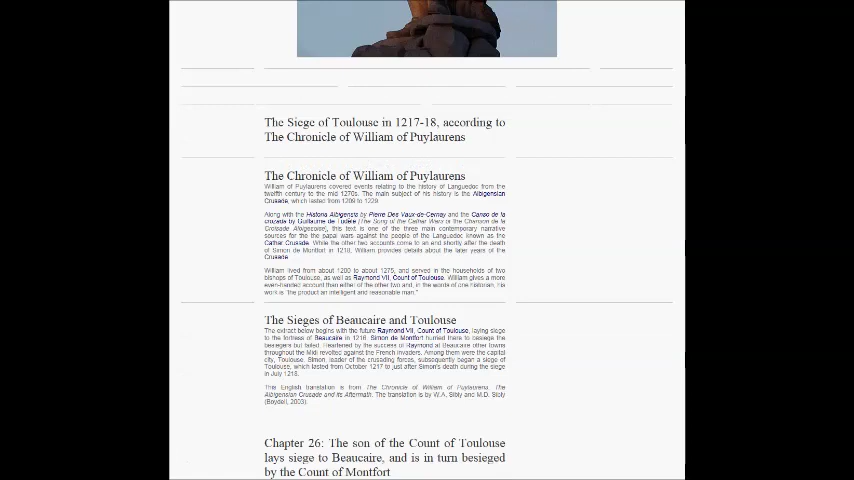 The Siege of Toulouse in 1217-18, according to
The Chronicle of William of Puylaurens
The Chronicle of William of Puylaurens
William of Puylaurens covered events relating to the history of Languedoc from the
twelfth century to the mid 1270s. The main subject of his history is the Albigensian
Crusade, which lasted from 1209 to 1229.
Along with the Historia Albigensis by Pierre Des Vaux-de-Cernay and the Canso de la
crozada by Guillaume de Tudèle (The Song of the Cathar Wars or the Chanson de la
Croisade Albigeoise), this text is one of the three main contemporary narrative
sources for the the papal wars against the people of the Languedoc known as the
Cathar Crusade. While the other two accounts come to an end shortly after the death
of Simon de Montfort in 1218, William provides details about the later years of the
Crusade.
William lived from about 1200 to about 1275, and served in the households of two
bishops of Toulouse, as well as Raymond VII, Count of Toulouse. William gives a more
even-handed account than either of the other two and, in the words of one historian, his
work is "the product an intelligent and reasonable man."
The Sieges of Beaucaire and Toulouse
The extract below begins with the future Raymond VII, Count of Toulouse, laying siege
to the fortress of Beaucaire in 1216. Simon de Montfort hurried there to besiege the
besiegers but failed. Heartened by the success of Raymond at Beaucaire other towns
throughout the Midi revolted against the French invaders. Among them were the capital
city, Toulouse. Simon, leader of the crusading forces, subsequently began a siege of
Toulouse, which lasted from October 1217 to just after Simon's death during the siege
in July 1218.
This English translation is from The Chronicle of William of Puylaurens: The
Albigensian Crusade and its Aftermath. The translation is by W.A. Sibly and M.D. Sibly
(Boydell, 2003)
Chapter 26: The son of the Count of Toulouse
lays siege to Beaucaire, and is in turn besieged
by the Count of Montfort